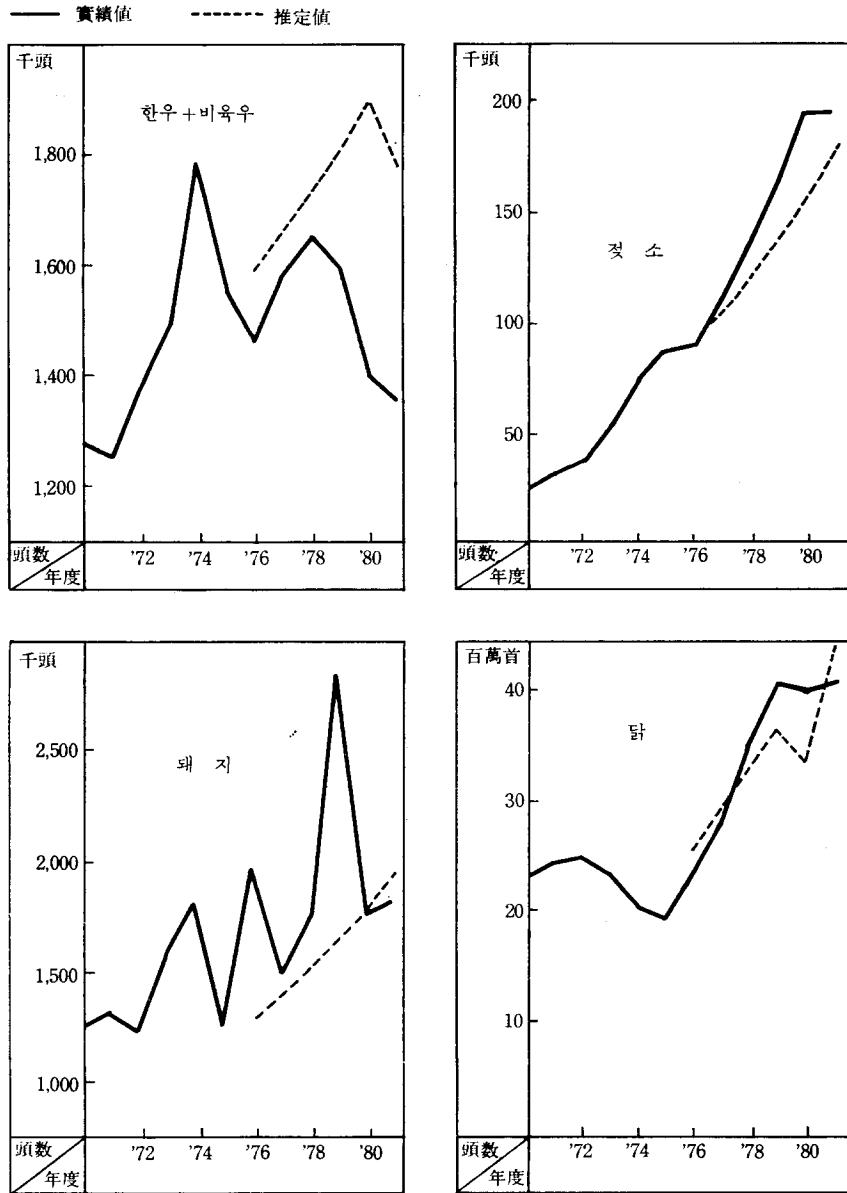 實績値 推定値
千頭
한우+비육우
1,800
1,600
1,400
1,200
頭数
年度
'72 '74 '76 '78 '80
千頭
200
150
젖 소
100
50
頭数
年度
'72 '74 '76 '78 '80
千頭
2,500
돼 지
2,000
1,500
1,000
頭数
年度
'72 '74 '76 '78 '80
百萬首
40
닭
30
20
10
頭数
年度
'72 '74 '76 '78 '80